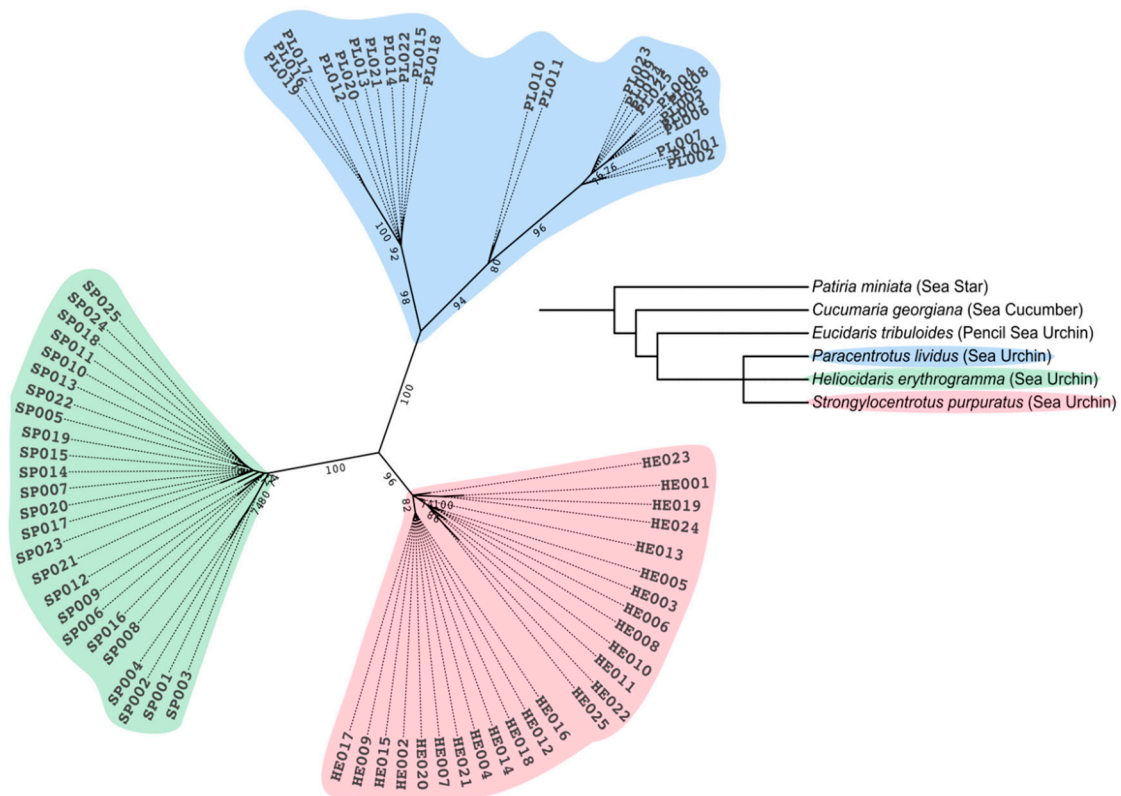 PL017
PL016
PL019
PL012
PL020
PL013
PL021
PL014
PL022
PL015
PL018
PL010
PL011
PL023
PL004
PL008
PL006
PL007
PL001
PL002
100
92
98
94
80
96
76
100
100
96
82
86
SP025
SP024
SP018
SP011
SP010
SP013
SP022
SP005
SP019
SP015
SP014
SP007
SP020
SP017
SP023
SP021
SP012
SP009
SP006
SP016
SP008
SP004
SP002
SP001
SP003
7480
74100
HE023
HE001
HE019
HE024
HE013
HE005
HE003
HE006
HE008
HE010
HE011
HE022
HE025
HE016
HE012
HE018
HE014
HE004
HE021
HE007
HE020
HE002
HE015
HE009
HE017
Patiria miniata (Sea Star)
Cucumaria georgiana (Sea Cucumber)
Eucidaris tribuloides (Pencil Sea Urchin)
Paracentrotus lividus (Sea Urchin)
Heliocidaris erythrogramma (Sea Urchin)
Strongylocentrotus purpuratus (Sea Urchin)